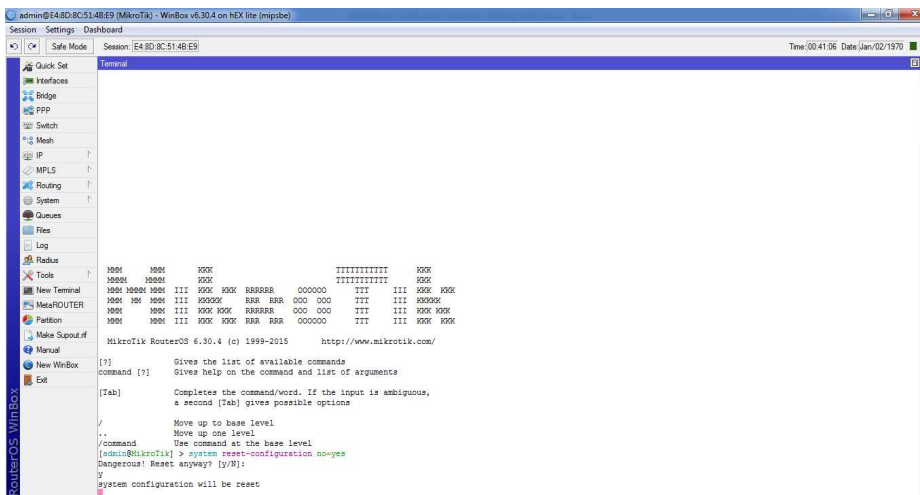 admin@E4:8D:8C:51:4B:E9 (MikroTik) - WinBox v6.30.4 on hEX lite (mipsbe)
Session Settings Dashboard
Safe Mode Session: E4:8D:8C:51:4B:E9 Time: 00:41:06 Date: Jan/02/1970
Quick Set
Interfaces
Bridge
PPP
Switch
Mesh
IP
MPLS
Routing
System
Queues
Files
Log
Radius
Tools
New Terminal
MetaROUTER
Partition
Make Supout.rif
Manual
New WinBox
Exit
RouterOS WinBox
Terminal
MMM      MMM       KKK                          TTTTTTTTTTT      KKK
MMMM    MMMM       KKK                          TTTTTTTTTTT      KKK
MMM MMMM MMM  III  KKK  KKK  RRRRRR     OOOOOO      TTT     III  KKK  KKK
MMM  MM  MMM  III  KKKKK     RRR  RRR  OOO  OOO     TTT     III  KKKKK
MMM      MMM  III  KKK KKK   RRRRRR    OOO  OOO     TTT     III  KKK KKK
MMM      MMM  III  KKK  KKK  RRR  RRR   OOOOOO      TTT     III  KKK  KKK
MikroTik RouterOS 6.30.4 (c) 1999-2015       http://www.mikrotik.com/
[?]             Gives the list of available commands
command [?]     Gives help on the command and list of arguments
[Tab]           Completes the command/word. If the input is ambiguous,
a second [Tab] gives possible options
/               Move up to base level
..              Move up one level
/command        Use command at the base level
[admin@MikroTik] > system reset-configuration no=yes
Dangerous! Reset anyway? [y/N]:
y
system configuration will be reset